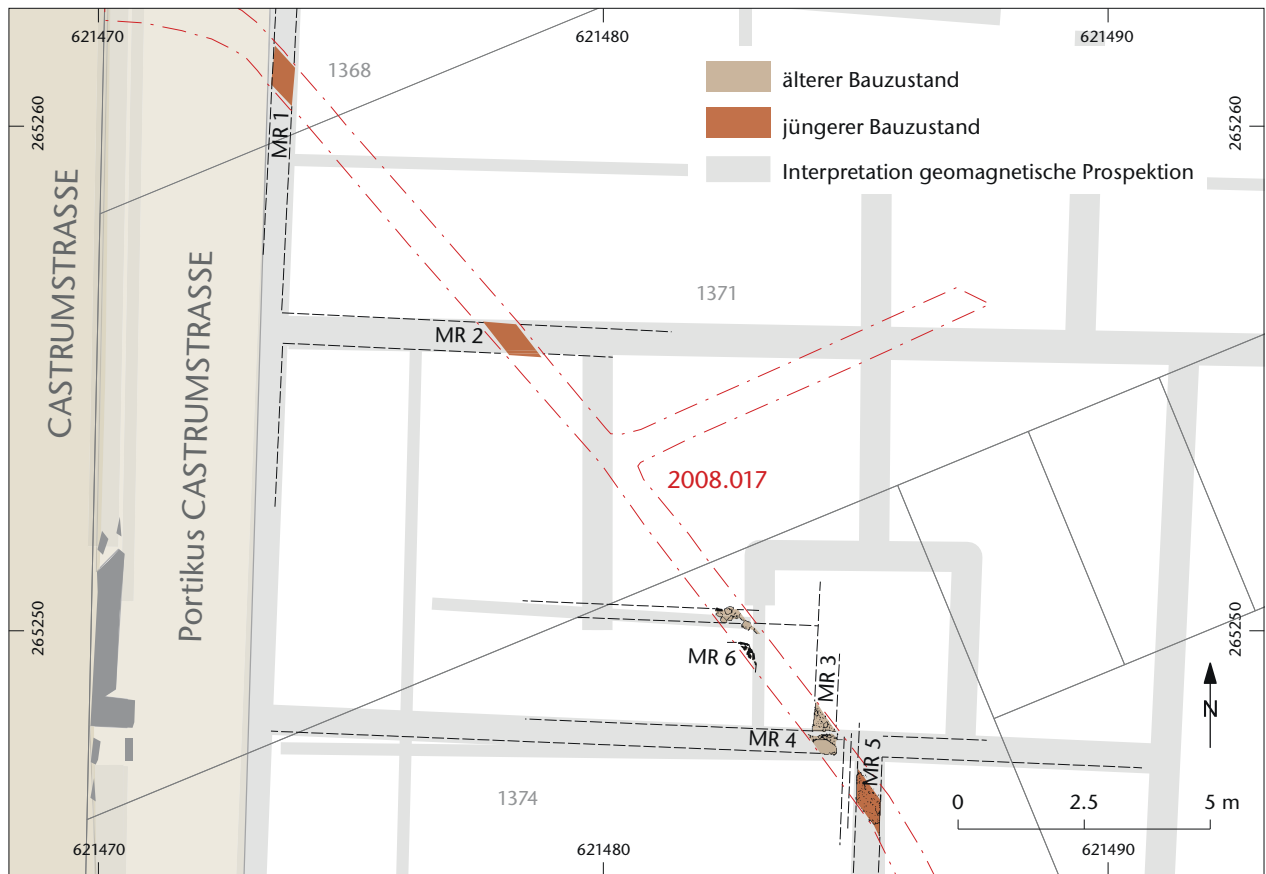 621470
621480
621490
1368
älterer Bauzustand
265260
265260
jüngerer Bauzustand
MR 1
Interpretation geomagnetische Prospektion
CASTRUMSTRASSE
Portikus CASTRUMSTRASSE
1371
MR 2
2008.017
265250
265250
MR 6
MR 3
N
MR 4
MR 5
1374
0
2.5
5 m
621470
621480
621490